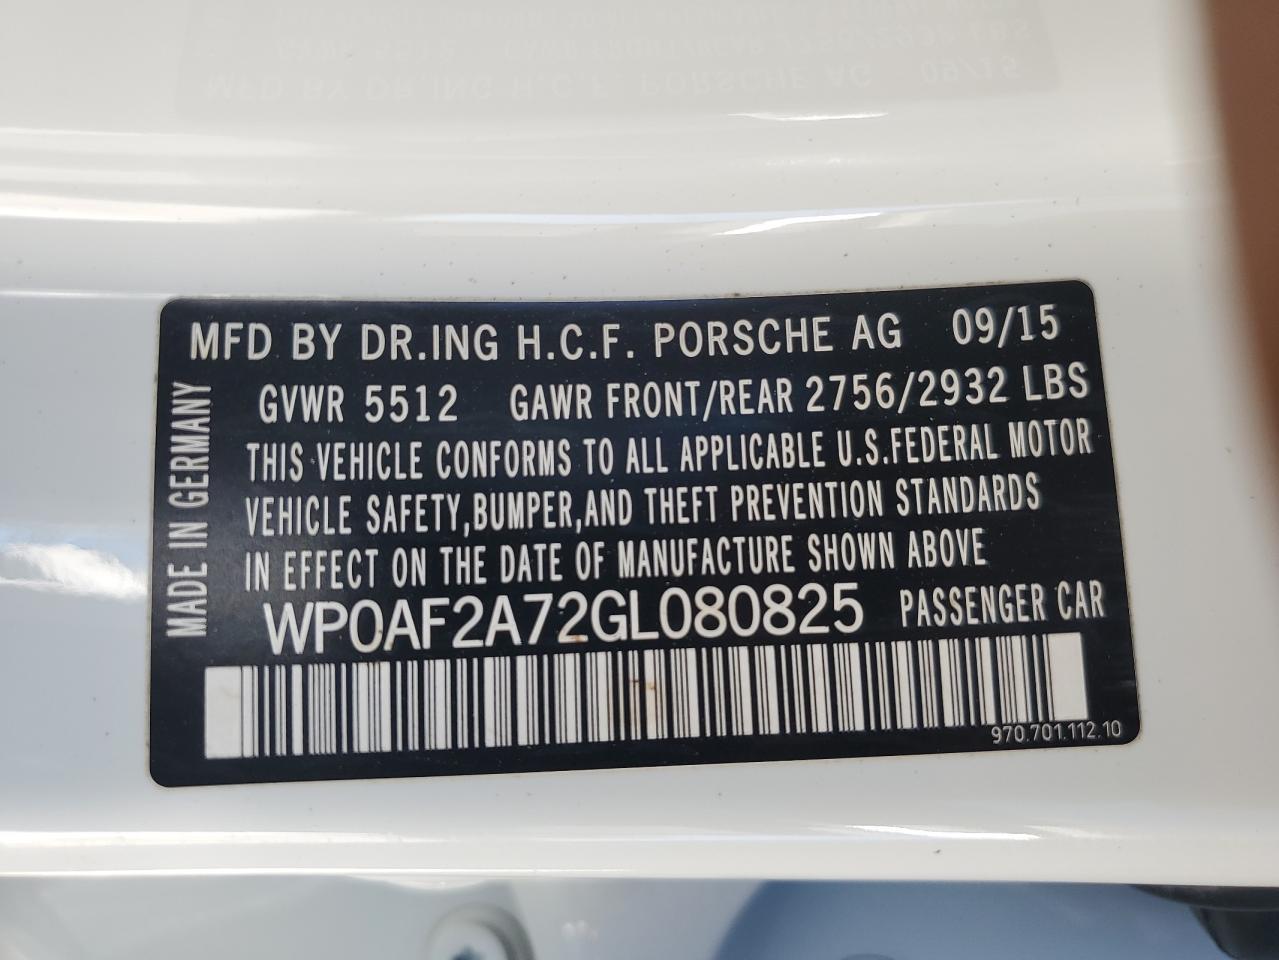 MFD BY DR.ING H.C.F. PORSCHE AG 09/15
GVWR 5512 GAWR FRONT/REAR 2756/2932 LBS
THIS VEHICLE CONFORMS TO ALL APPLICABLE U.S.FEDERAL MOTOR
VEHICLE SAFETY,BUMPER,AND THEFT PREVENTION STANDARDS
IN EFFECT ON THE DATE OF MANUFACTURE SHOWN ABOVE
WP0AF2A72GL080825 PASSENGER CAR
970.701.112.10
MADE IN GERMANY